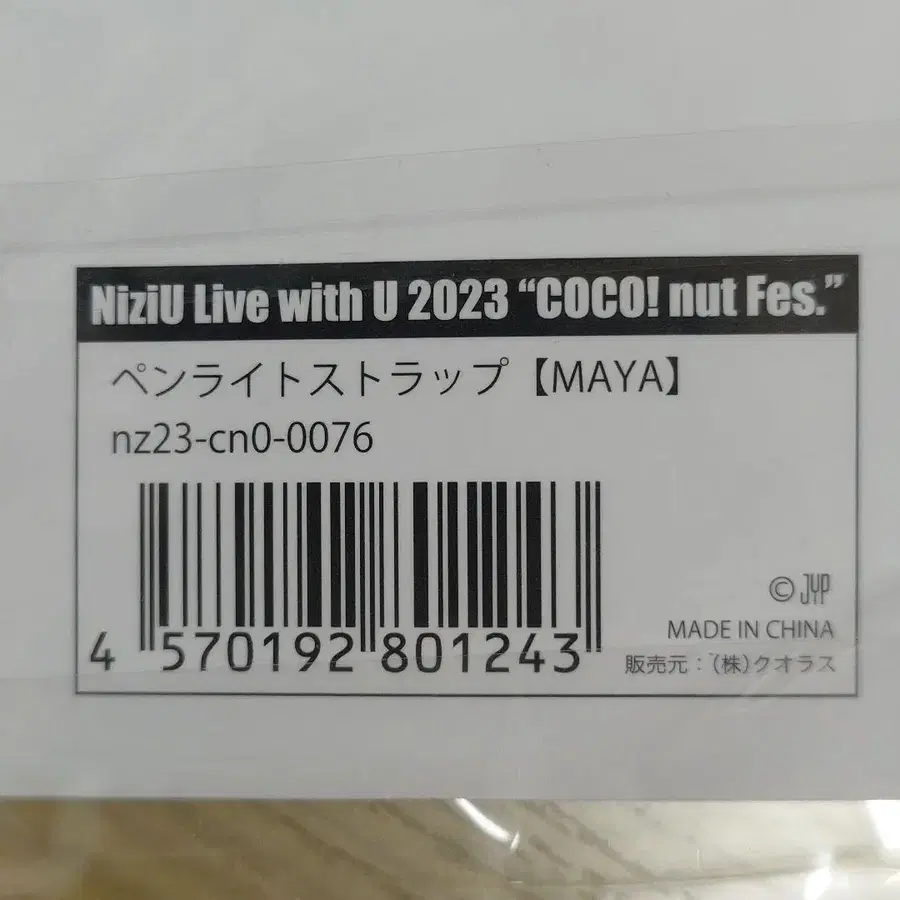 NiziU Live with U 2023 “COCO! nut Fes.”
ペンライトストラップ【MAYA】
nz23-cn0-0076
4 570192 801243
© JYP
MADE IN CHINA
販売元：（株）クオラス